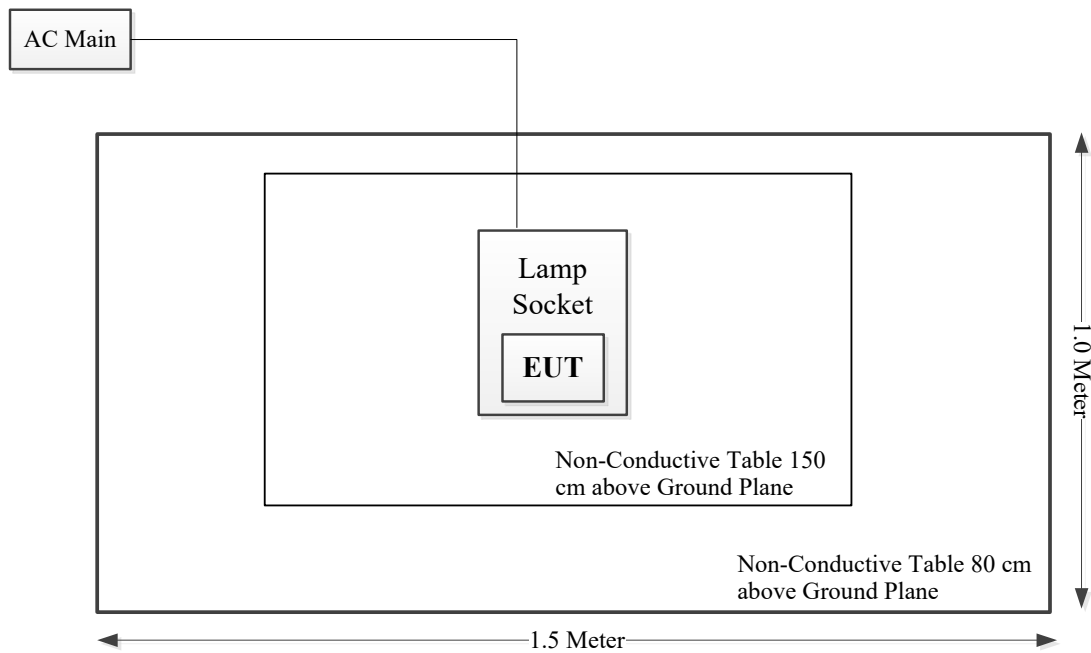 AC Main
Lamp
Socket
EUT
Non-Conductive Table 150
cm above Ground Plane
Non-Conductive Table 80 cm
above Ground Plane
1.0 Meter
1.5 Meter